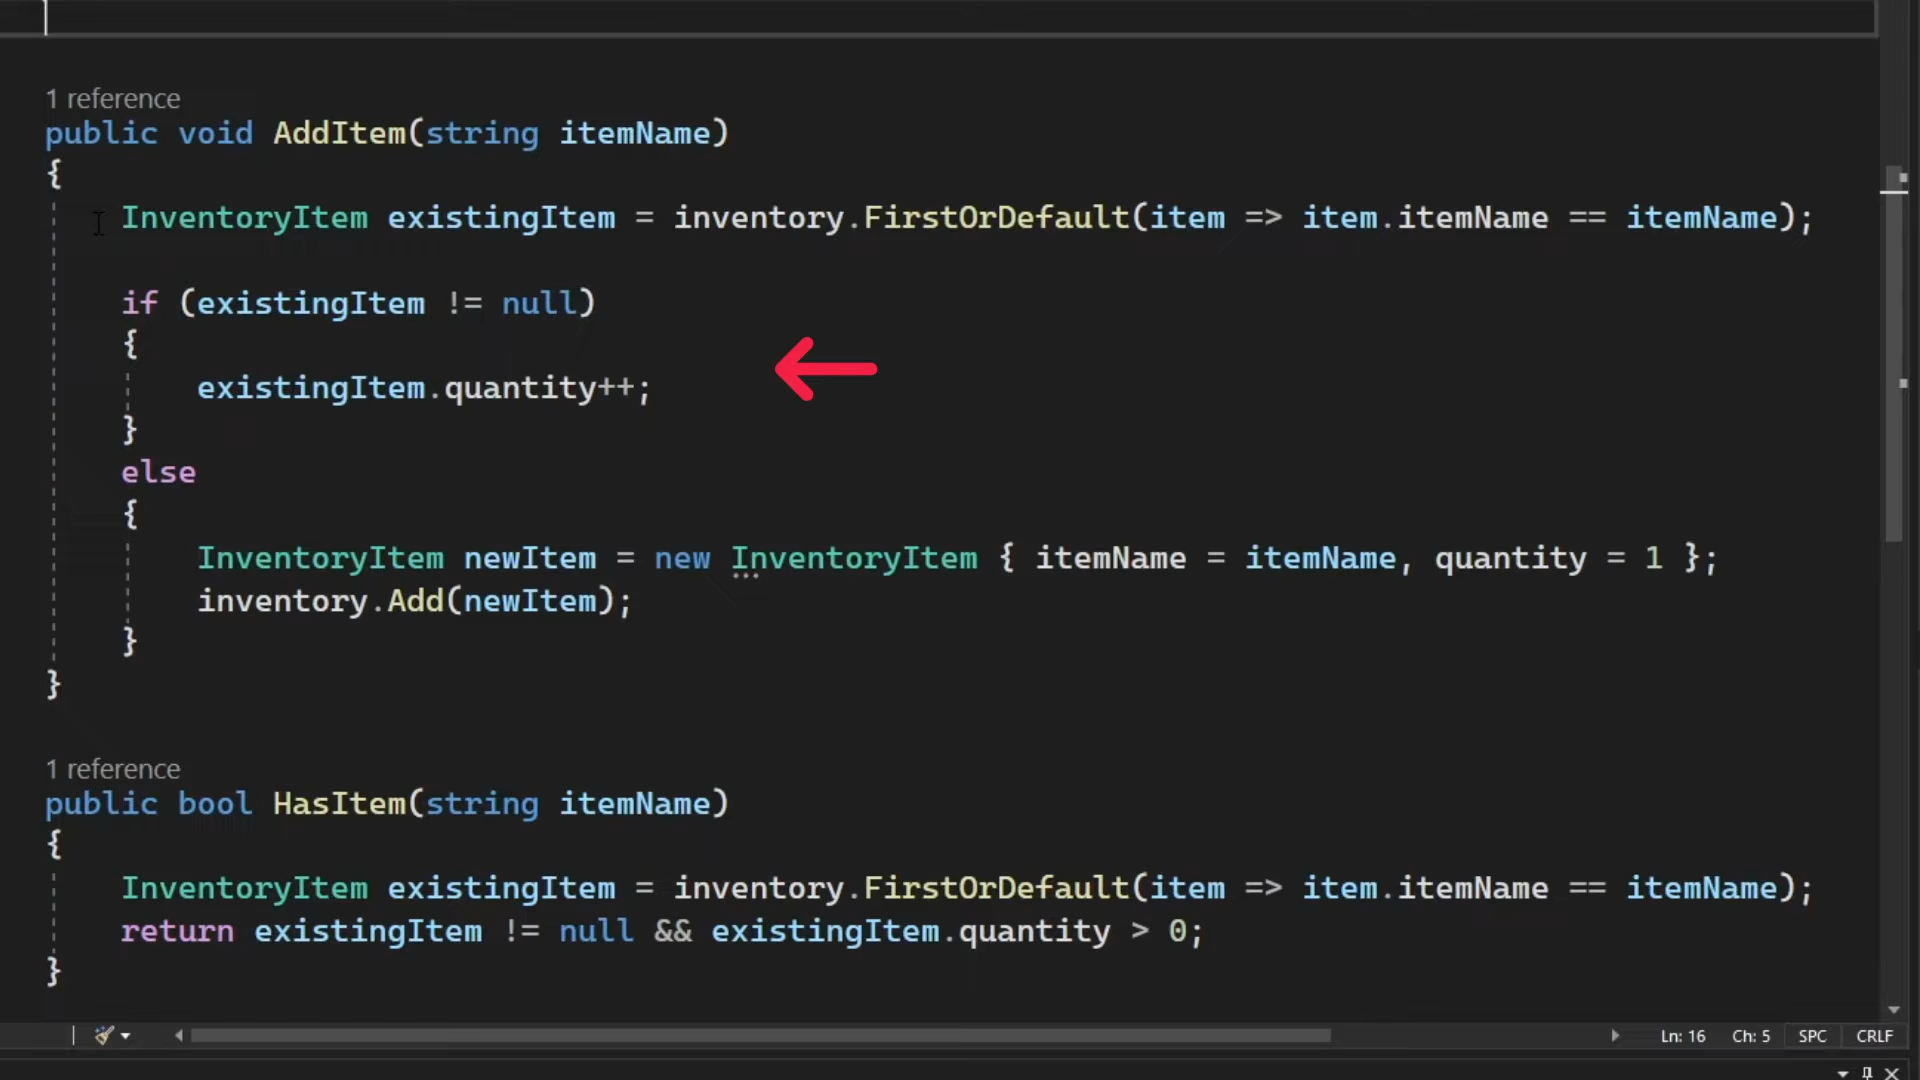 1 reference
public void AddItem(string itemName)
{
InventoryItem existingItem = inventory.FirstOrDefault(item => item.itemName == itemName);
if (existingItem != null)
{
existingItem.quantity++;
}
else
{
InventoryItem newItem = new InventoryItem { itemName = itemName, quantity = 1 };
inventory.Add(newItem);
}
}
1 reference
public bool HasItem(string itemName)
{
InventoryItem existingItem = inventory.FirstOrDefault(item => item.itemName == itemName);
return existingItem != null && existingItem.quantity > 0;
}
Ln: 16 Ch: 5 SPC CRLF